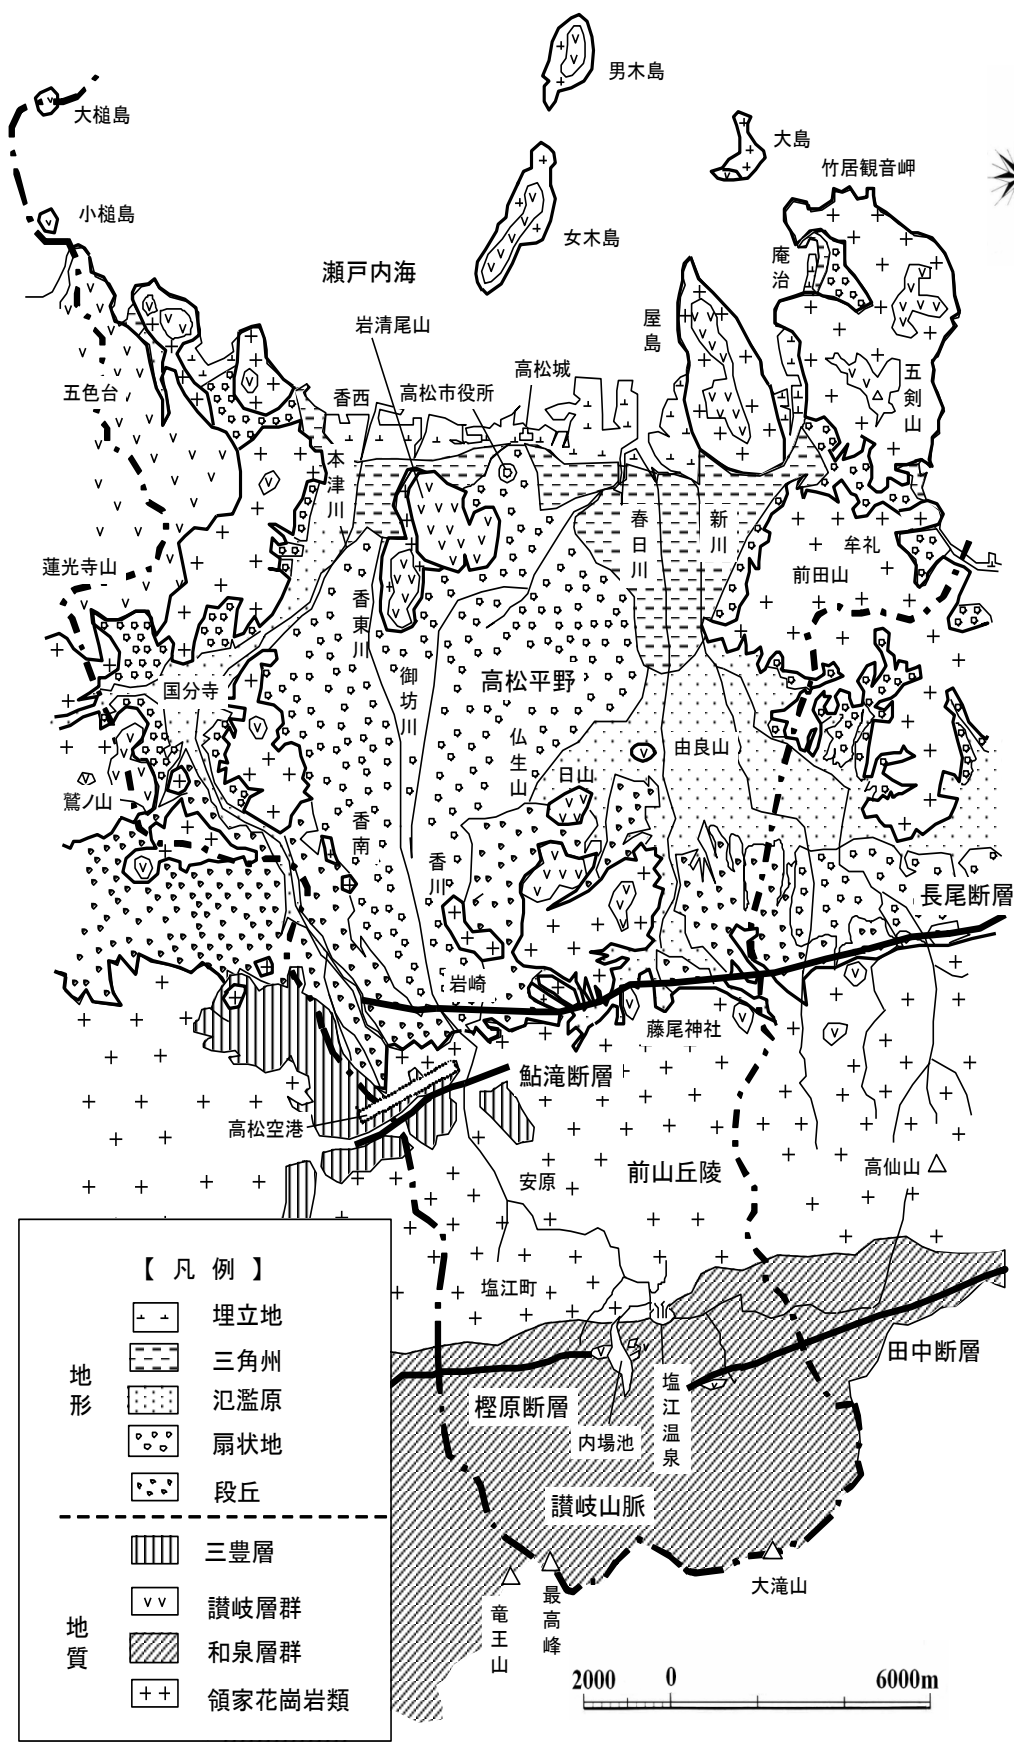 男木島
大槌島
大島
竹居観音岬
小槌島
女木島
庵治
瀬戸内海
屋島
岩清尾山
高松城
五色台
香西
高松市役所
五剣山
本津川
春日川
新川
牟礼
蓮光寺山
前田山
香東川
御坊川
高松平野
国分寺
仏生山
由良山
日山
鷲ノ山
香南
香川
長尾断層
岩崎
藤尾神社
鮎滝断層
高松空港
前山丘陵
高仙山
安原
塩江町
田中断層
樫原断層
塩江温泉
内場池
讃岐山脈
大滝山
最高峰
竜王山
【 凡 例 】
地形
埋立地
三角州
氾濫原
扇状地
段丘
地質
三豊層
讃岐層群
和泉層群
領家花崗岩類
2000 0 6000m